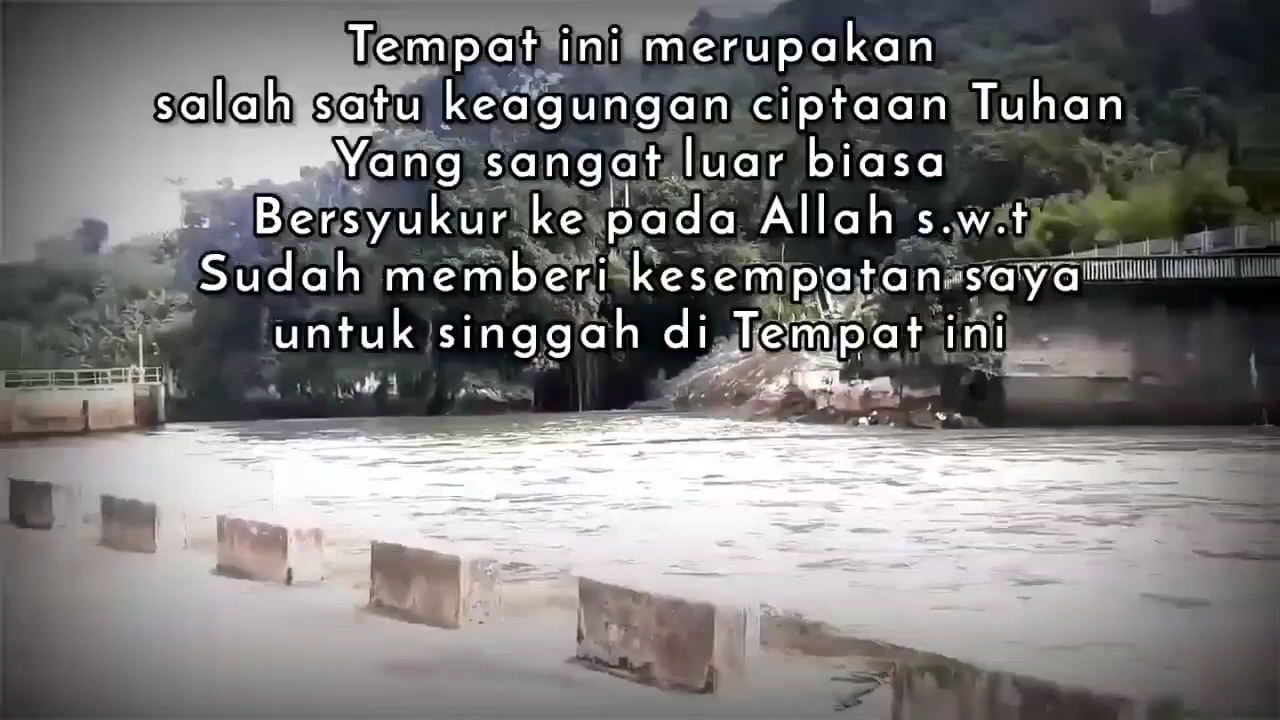 Tempat ini merupakan
salah satu keagungan ciptaan Tuhan
Yang sangat luar biasa
Bersyukur ke pada Allah s.w.t
Sudah memberi kesempatan saya
untuk singgah di Tempat ini